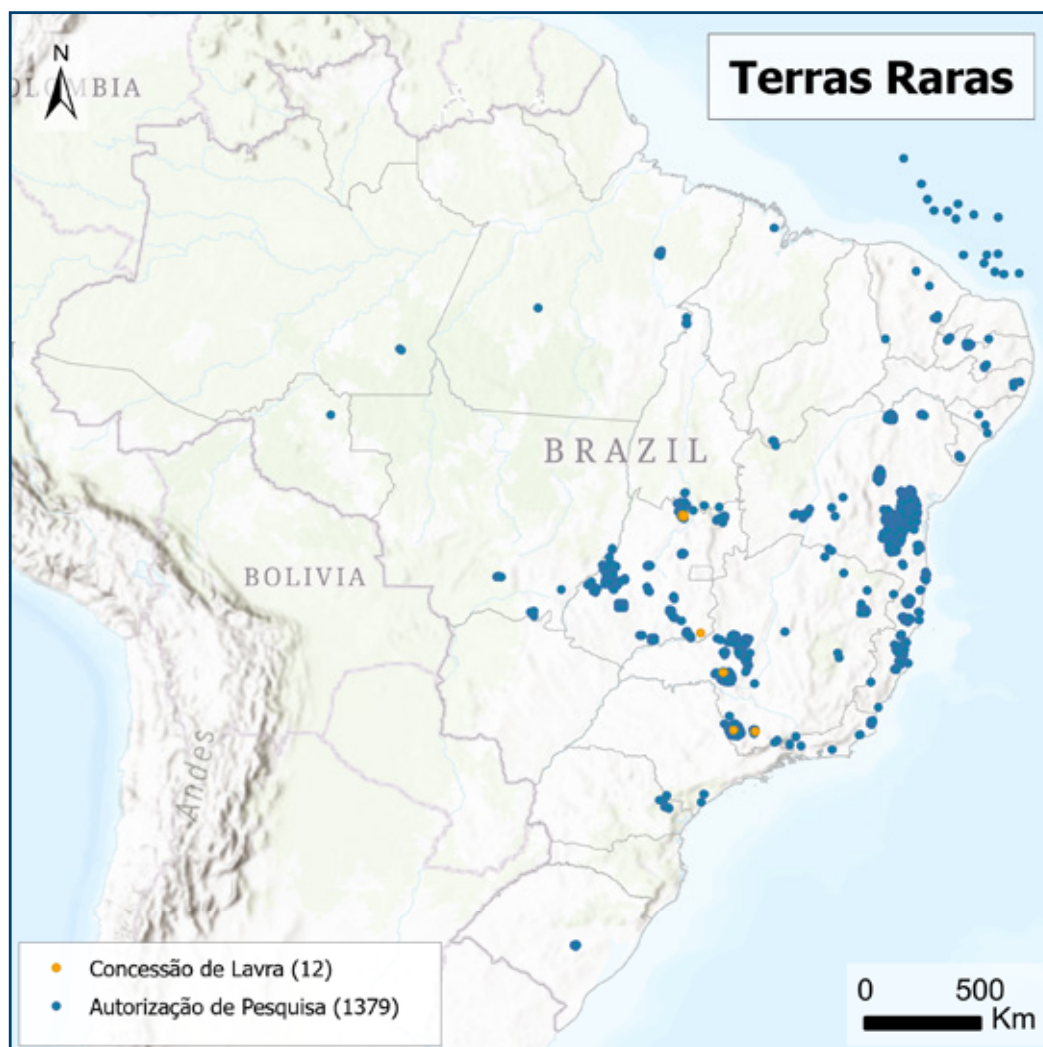 Terras Raras
N
OLOMBIA
BRAZIL
BOLIVIA
Andes
Concessão de Lavra (12)
Autorização de Pesquisa (1379)
0 500
Km